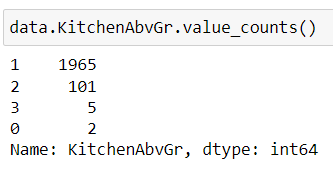 data.KitchenAbvGr.value_counts()
1    1965
2     101
3       5
0       2
Name: KitchenAbvGr, dtype: int64